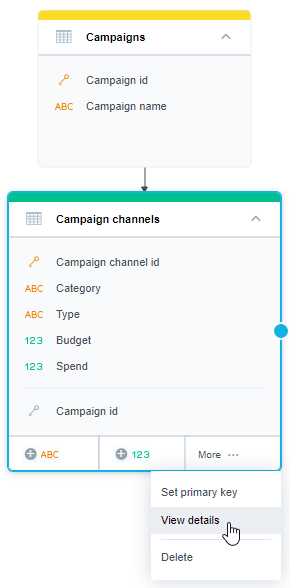 Campaigns
Campaign id
ABC Campaign name
Campaign channels
Campaign channel id
ABC Category
ABC Type
123 Budget
123 Spend
Campaign id
ABC 123 More ···
Set primary key
View details
Delete